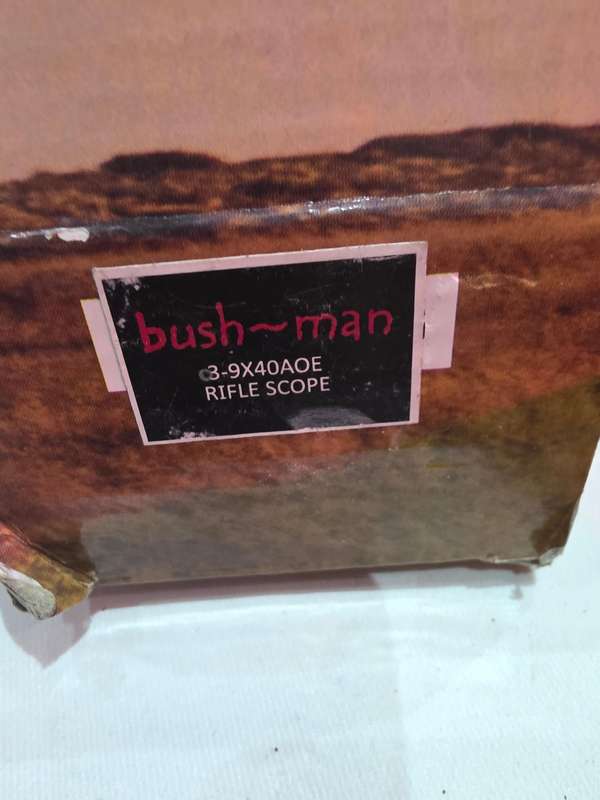 bush~man
3-9X40AOE
RIFLE SCOPE